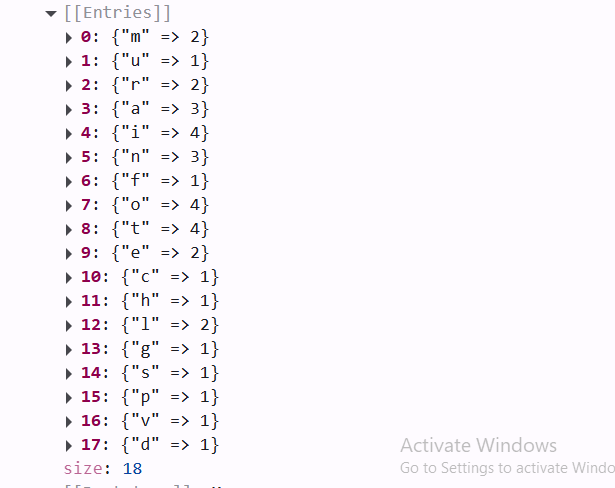 [[Entries]]
0: {"m" => 2}
1: {"u" => 1}
2: {"r" => 2}
3: {"a" => 3}
4: {"i" => 4}
5: {"n" => 3}
6: {"f" => 1}
7: {"o" => 4}
8: {"t" => 4}
9: {"e" => 2}
10: {"c" => 1}
11: {"h" => 1}
12: {"l" => 2}
13: {"g" => 1}
14: {"s" => 1}
15: {"p" => 1}
16: {"v" => 1}
17: {"d" => 1}
size: 18
Activate Windows
Go to Settings to activate Windo